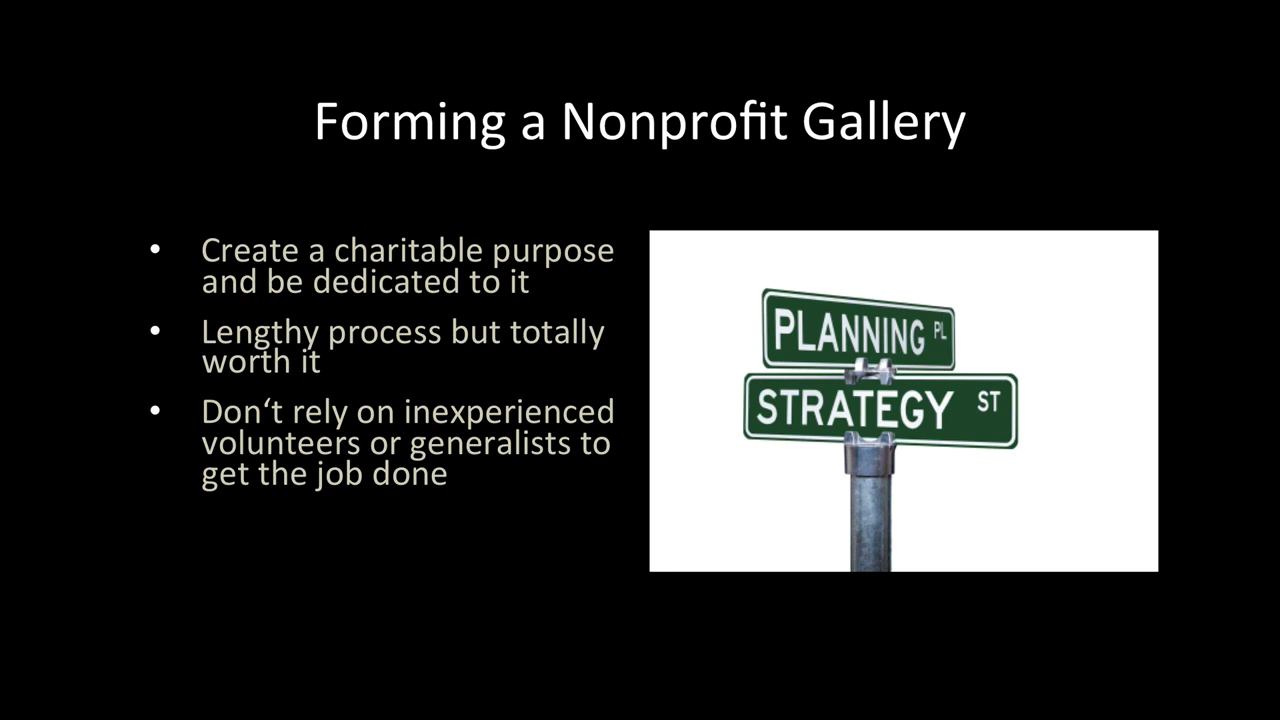 Forming a Nonprofit Gallery
• Create a charitable purpose
and be dedicated to it
• Lengthy process but totally
worth it
• Don‘t rely on inexperienced
volunteers or generalists to
get the job done
PLANNING PL
STRATEGY ST